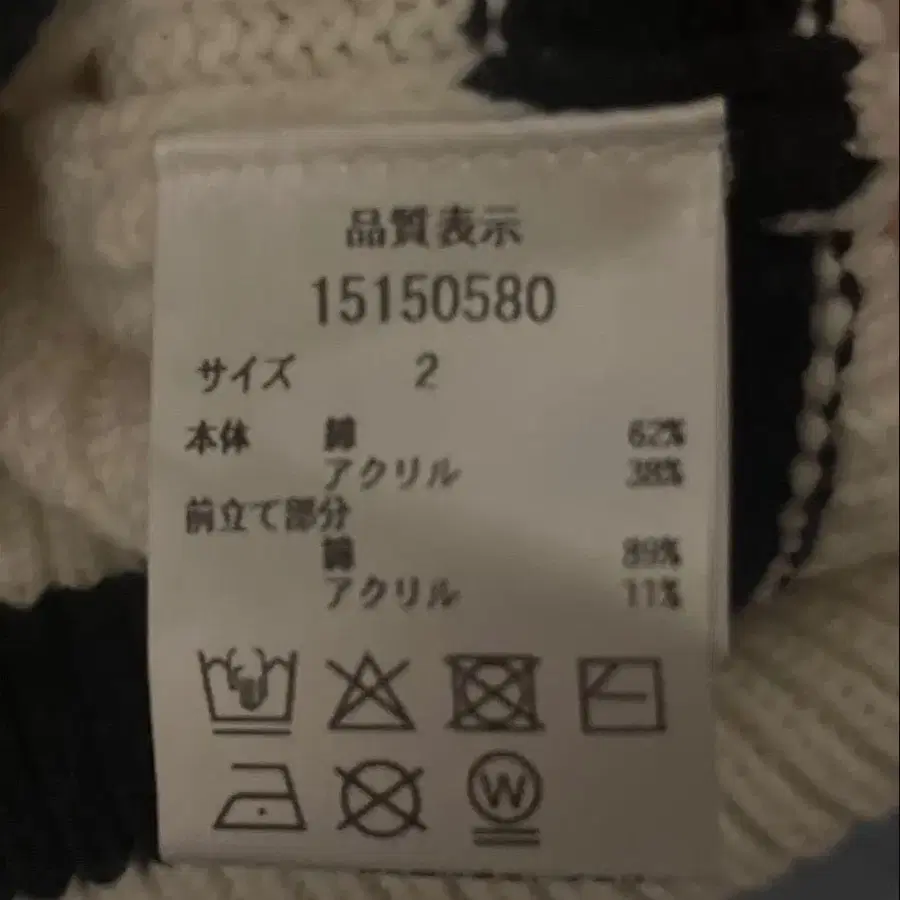 品質表示
15150580
サイズ 2
本体 綿 62%
アクリル 38%
前立て部分
綿 89%
アクリル 11%
W